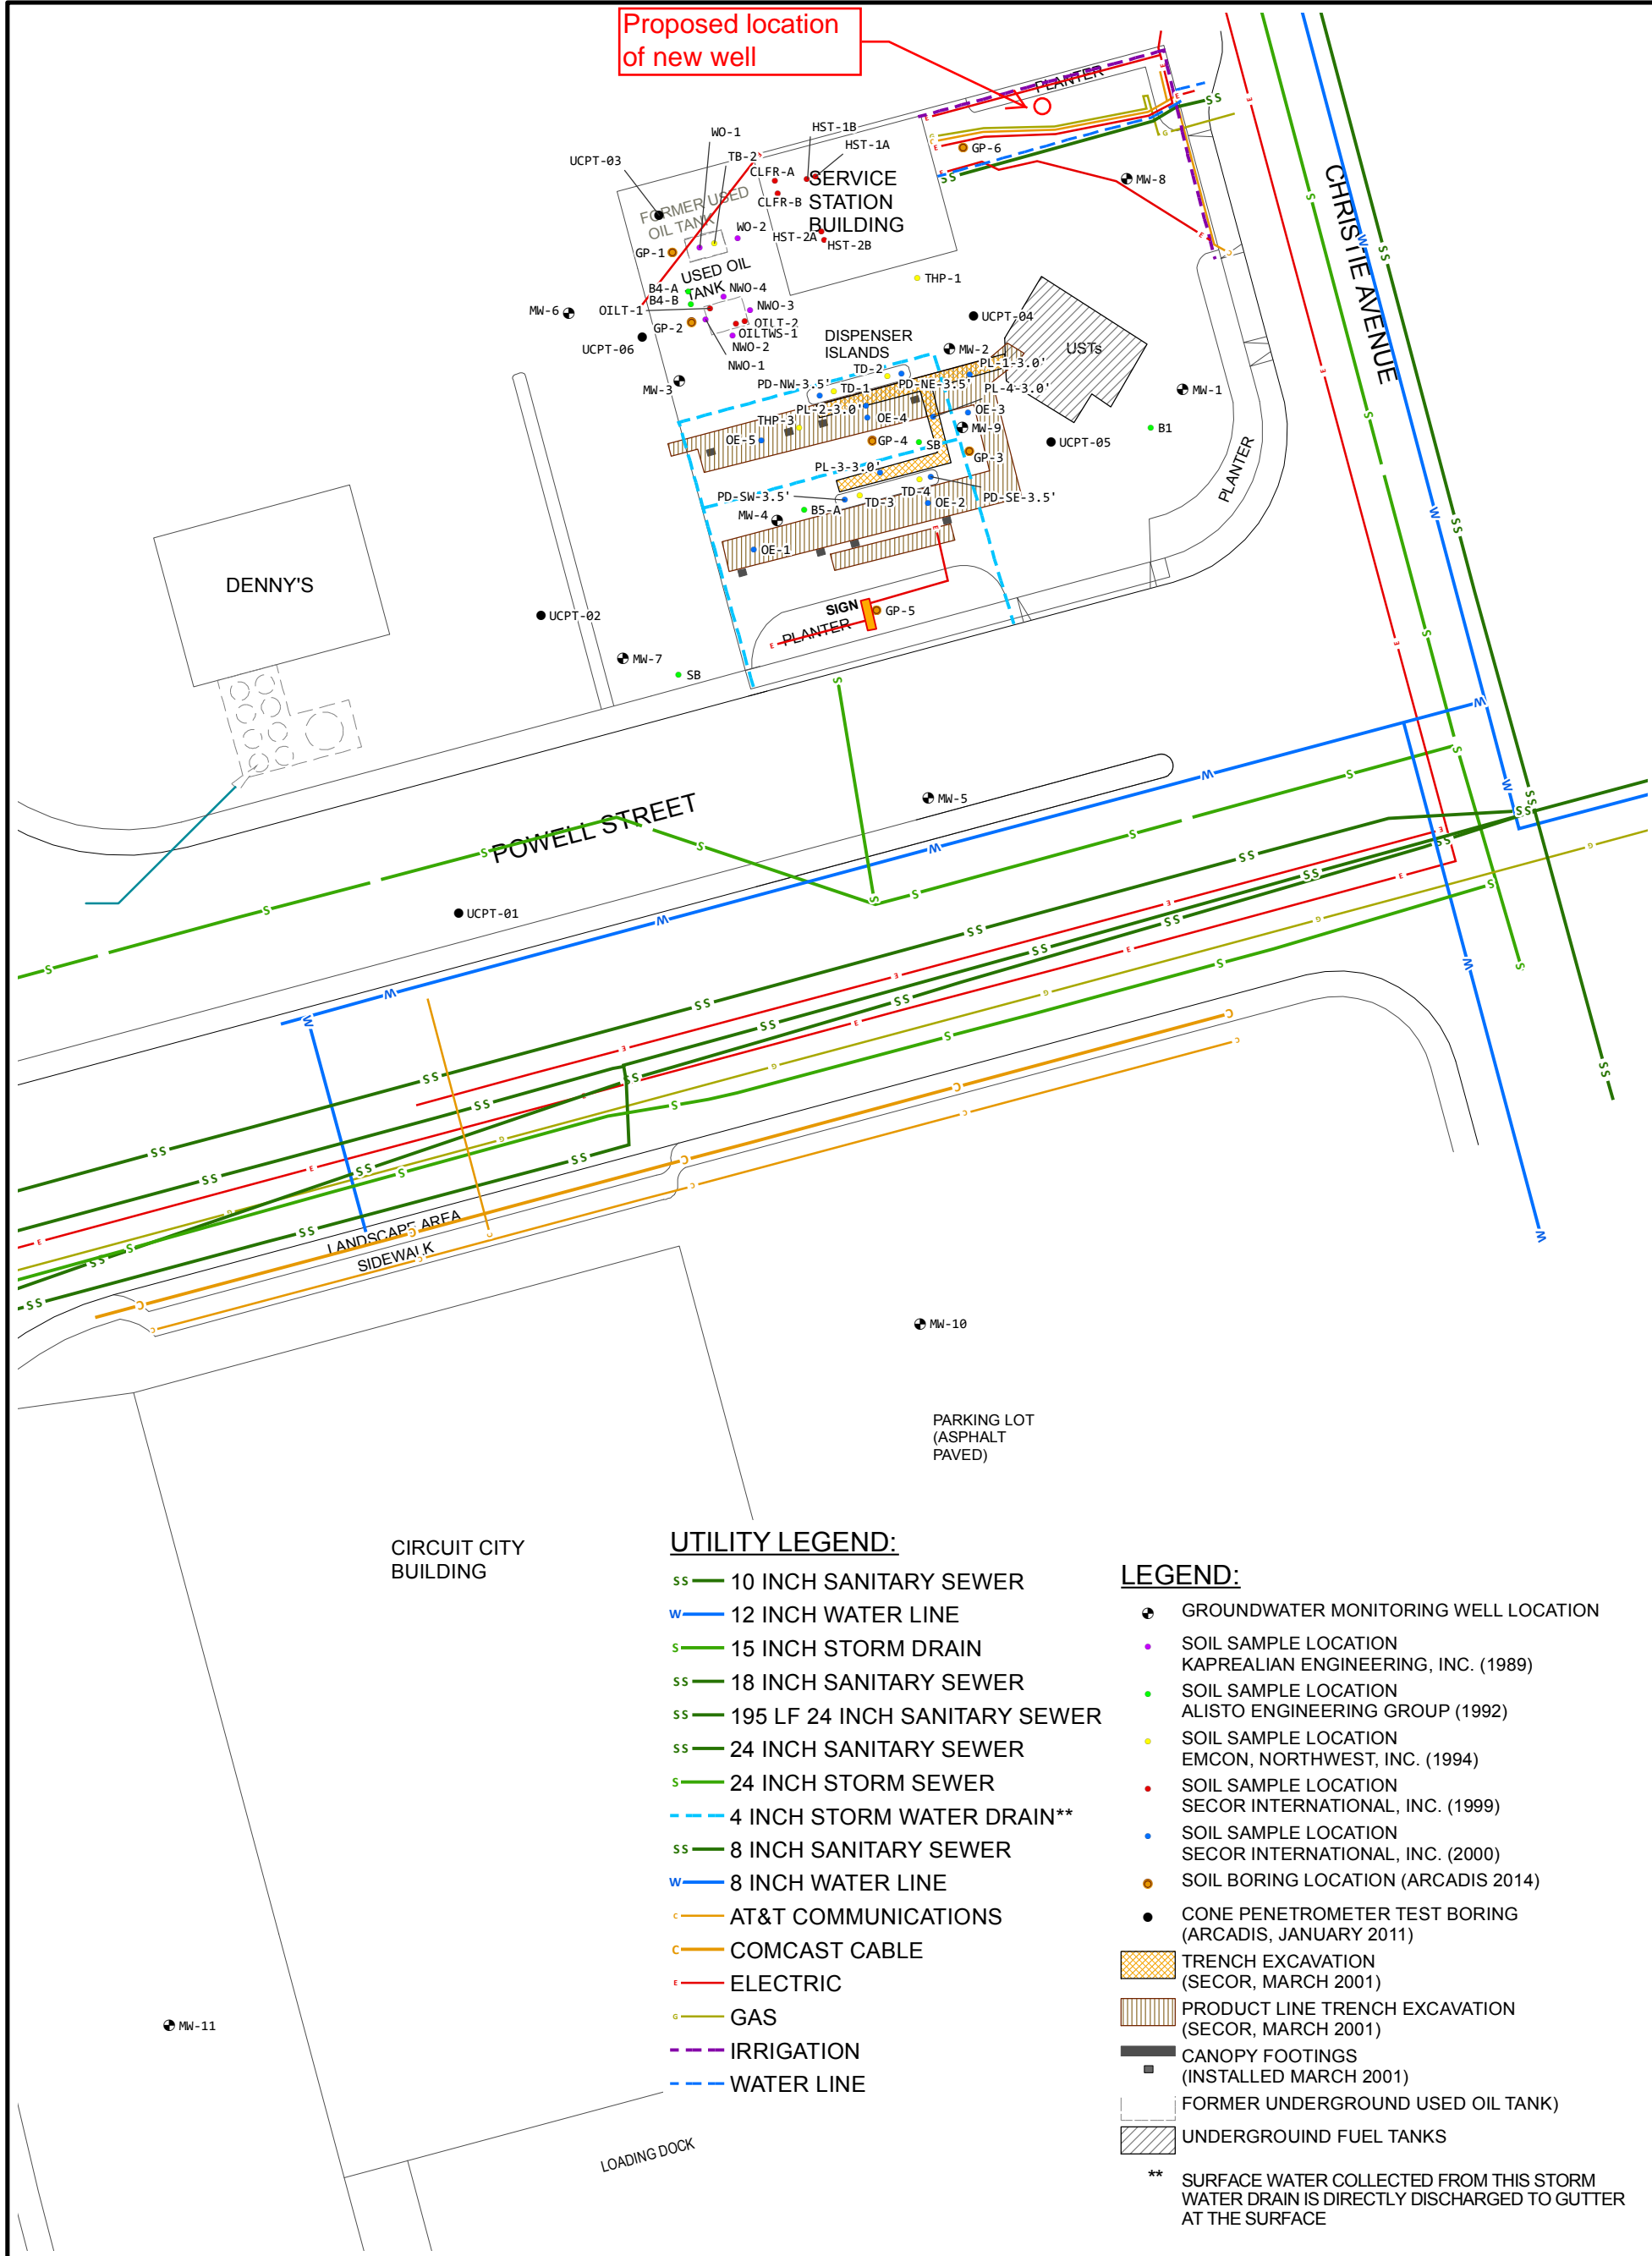 Proposed location
of new well
PLANTER
WO-1
HST-1B
TB-2
HST-1A
UCPT-03
CLFR-A
SERVICE
STATION
BUILDING
CLFR-B
GP-6
MW-8
FORMER USED
OIL TANK
WO-2
HST-2A
HST-2B
GP-1
USED OIL
TANK
THP-1
B4-A
B4-B
NWO-4
NWO-3
MW-6
OILT-1
GP-2
OILT-2
OILTWS-1
NWO-2
NWO-1
UCPT-06
UCPT-04
DISPENSER
ISLANDS
USTs
MW-2
TD-2
PL-1-3.0'
MW-3
PD-NW-3.5'
TD-1
PD-NE-3.5'
PL-4-3.0'
MW-1
PL-2-3.0'
OE-3
THP-3
OE-4
MW-9
OE-5
GP-4
SB
UCPT-05
B1
GP-3
PL-3-3.0'
TD-4
PD-SW-3.5'
TD-3
OE-2
PD-SE-3.5'
MW-4
B5-A
OE-1
PLANTER
CHRISTIE AVENUE
DENNY'S
UCPT-02
SIGN
GP-5
PLANTER
MW-7
SB
POWELL STREET
MW-5
UCPT-01
LANDSCAPE AREA
SIDEWALK
MW-10
PARKING LOT
(ASPHALT
PAVED)
CIRCUIT CITY
BUILDING
MW-11
LOADING DOCK
UTILITY LEGEND:
SS 10 INCH SANITARY SEWER
W 12 INCH WATER LINE
S 15 INCH STORM DRAIN
SS 18 INCH SANITARY SEWER
SS 195 LF 24 INCH SANITARY SEWER
SS 24 INCH SANITARY SEWER
S 24 INCH STORM SEWER
4 INCH STORM WATER DRAIN**
SS 8 INCH SANITARY SEWER
W 8 INCH WATER LINE
C AT&T COMMUNICATIONS
C COMCAST CABLE
E ELECTRIC
G GAS
IRRIGATION
WATER LINE
LEGEND:
GROUNDWATER MONITORING WELL LOCATION
SOIL SAMPLE LOCATION
KAPREALIAN ENGINEERING, INC. (1989)
SOIL SAMPLE LOCATION
ALISTO ENGINEERING GROUP (1992)
SOIL SAMPLE LOCATION
EMCON, NORTHWEST, INC. (1994)
SOIL SAMPLE LOCATION
SECOR INTERNATIONAL, INC. (1999)
SOIL SAMPLE LOCATION
SECOR INTERNATIONAL, INC. (2000)
SOIL BORING LOCATION (ARCADIS 2014)
CONE PENETROMETER TEST BORING
(ARCADIS, JANUARY 2011)
TRENCH EXCAVATION
(SECOR, MARCH 2001)
PRODUCT LINE TRENCH EXCAVATION
(SECOR, MARCH 2001)
CANOPY FOOTINGS
(INSTALLED MARCH 2001)
FORMER UNDERGROUND USED OIL TANK)
UNDERGROUIND FUEL TANKS
** SURFACE WATER COLLECTED FROM THIS STORM
WATER DRAIN IS DIRECTLY DISCHARGED TO GUTTER
AT THE SURFACE